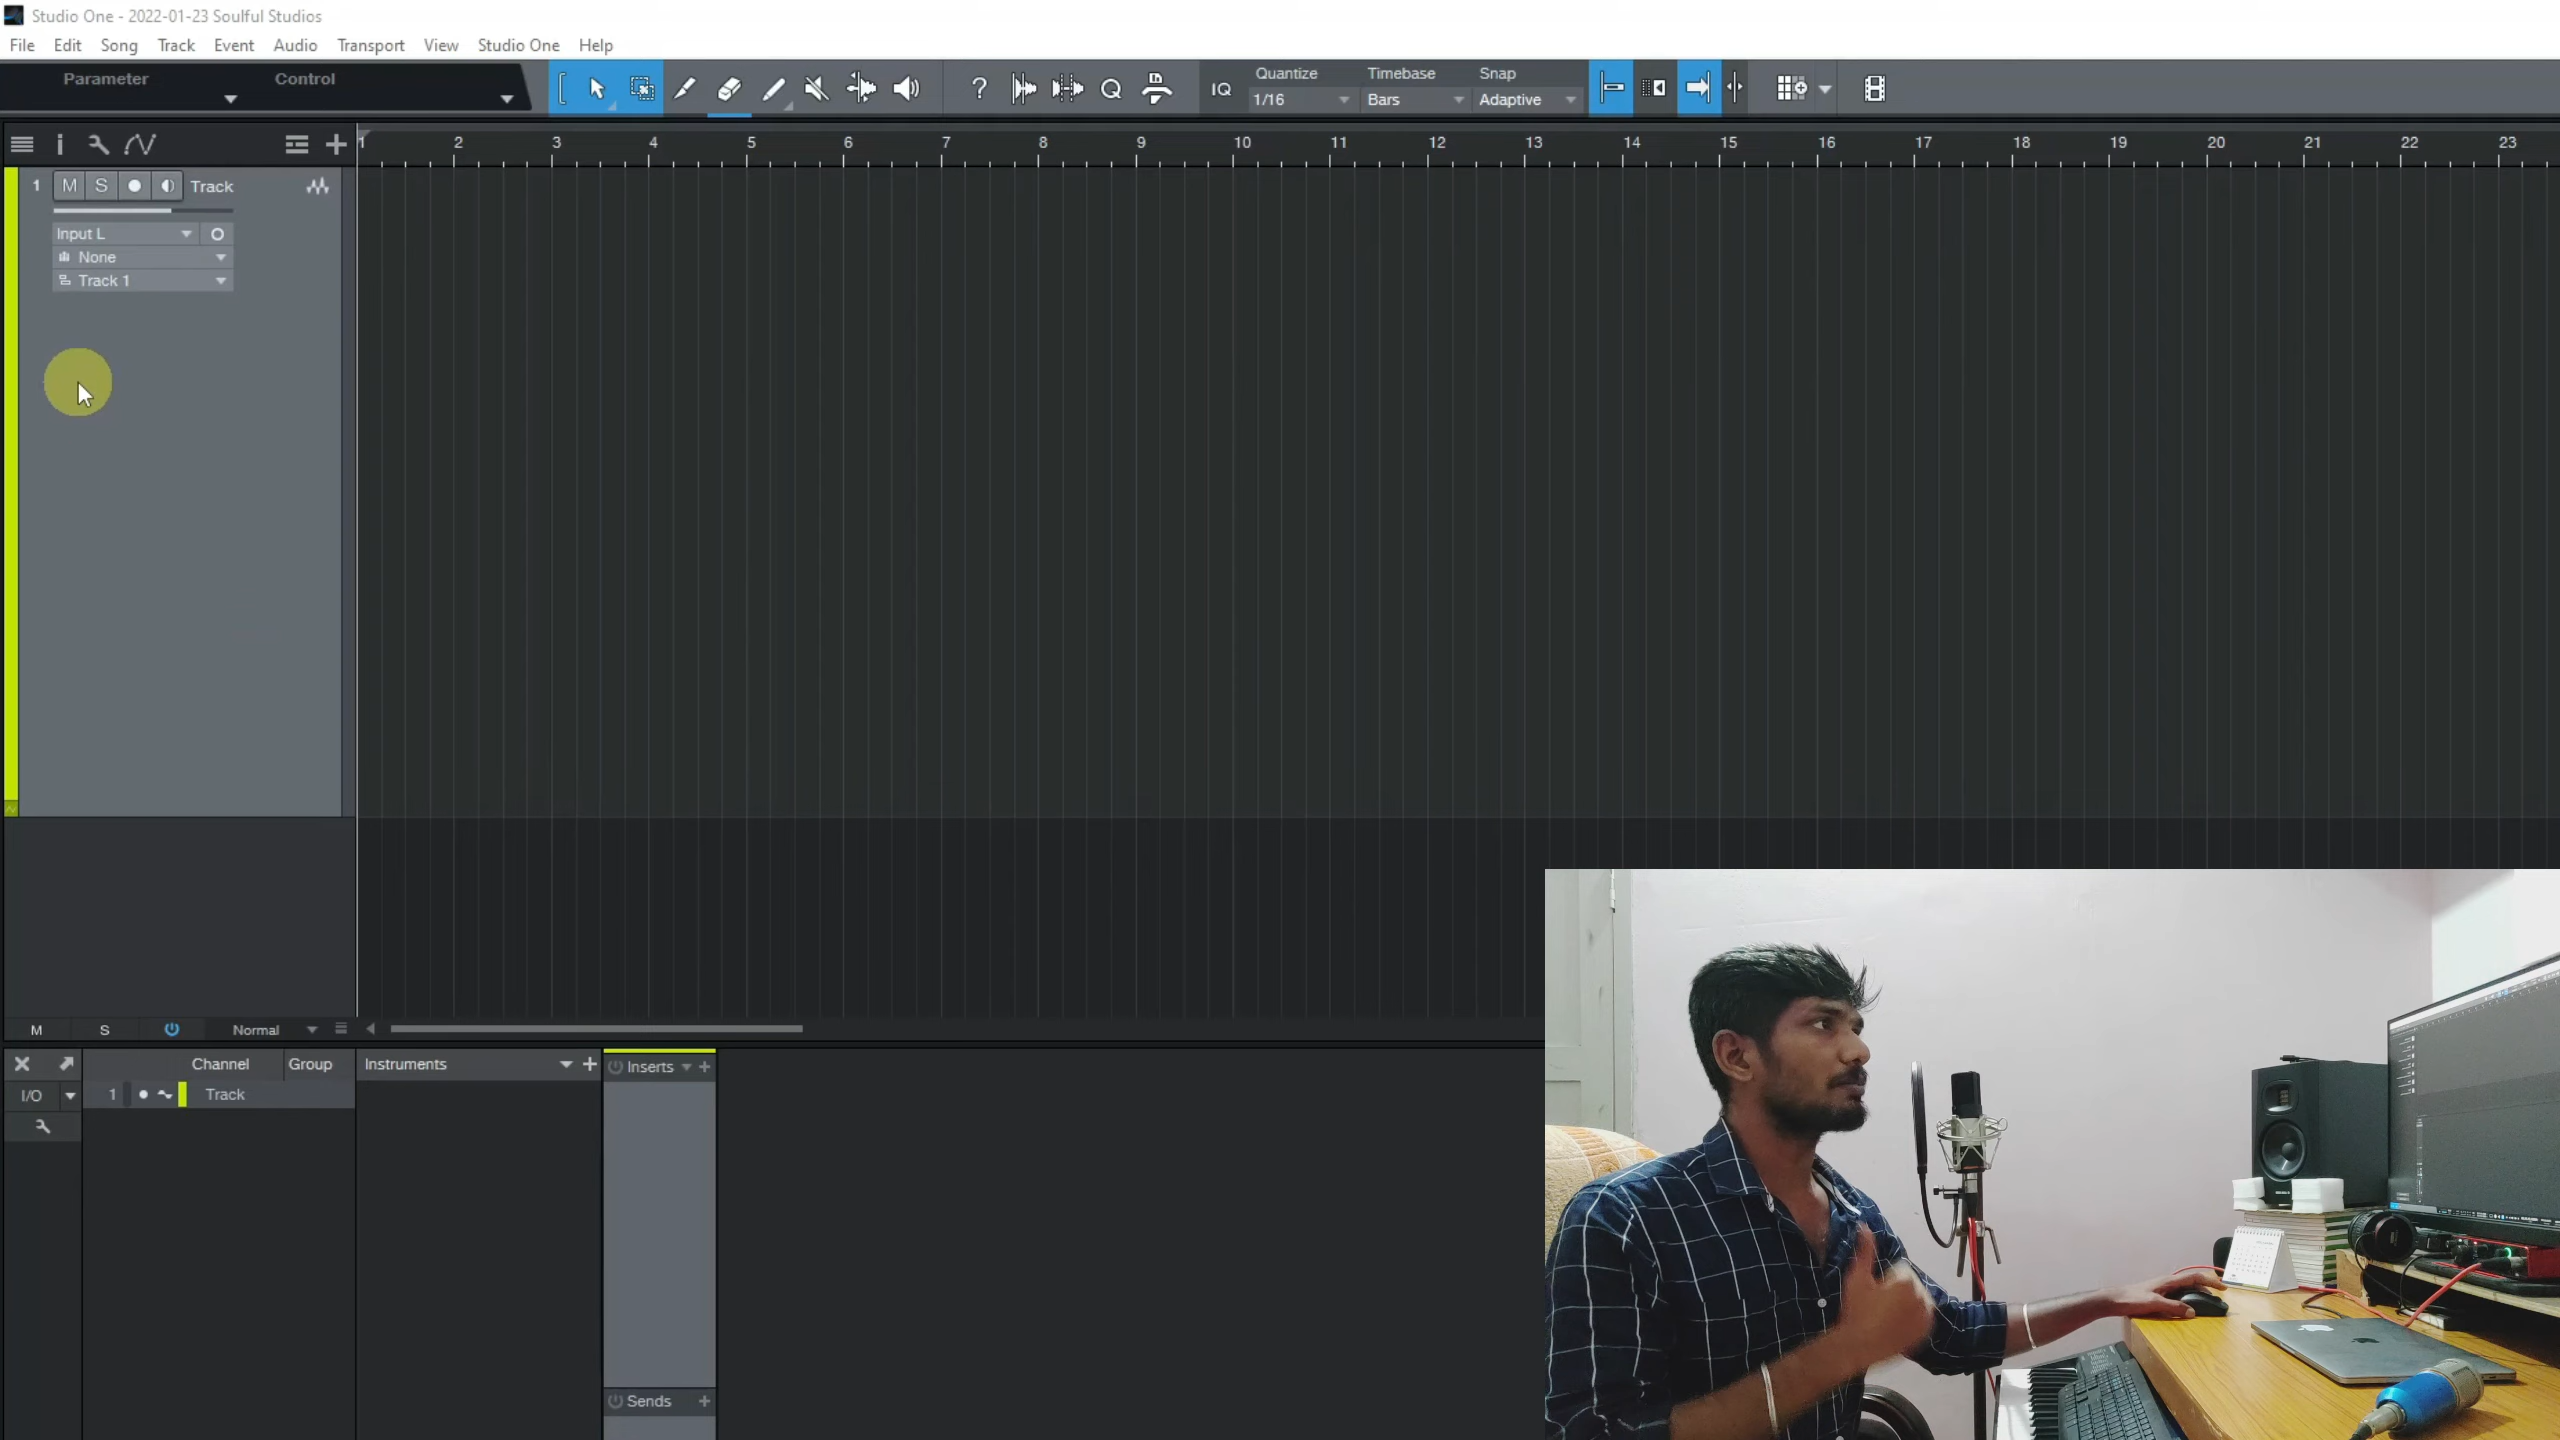 Studio One - 2022-01-23 Soulful Studios
File Edit Song Track Event Audio Transport View Studio One Help
Parameter Control
IQ Quantize 1/16 Timebase Bars Snap Adaptive
1 2 3 4 5 6 7 8 9 10 11 12 13 14 15 16 17 18 19 20 21 22 23
1 M S Track
Input L
None
Track 1
M S Normal
Channel Group Instruments Inserts
I/O 1 Track
Sends